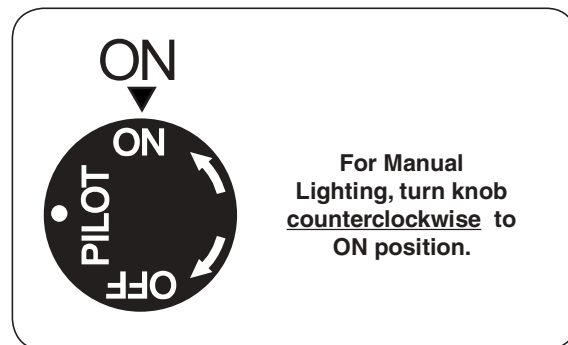 ON
ON
PILOT
OFF
For Manual
Lighting, turn knob
counterclockwise to
ON position.